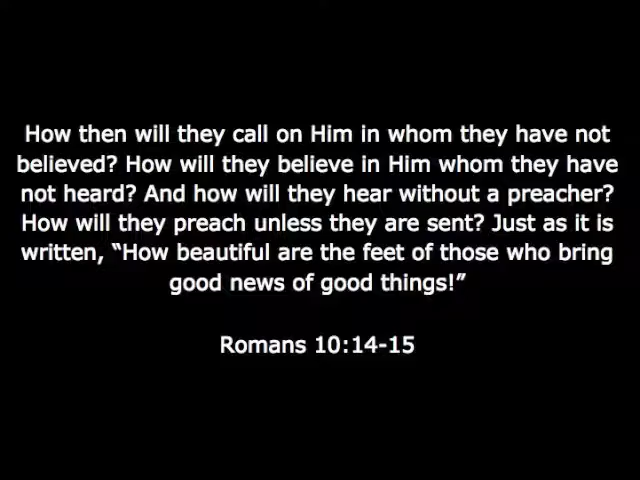 How then will they call on Him in whom they have not
believed? How will they believe in Him whom they have
not heard? And how will they hear without a preacher?
How will they preach unless they are sent? Just as it is
written, “How beautiful are the feet of those who bring
good news of good things!”
Romans 10:14-15